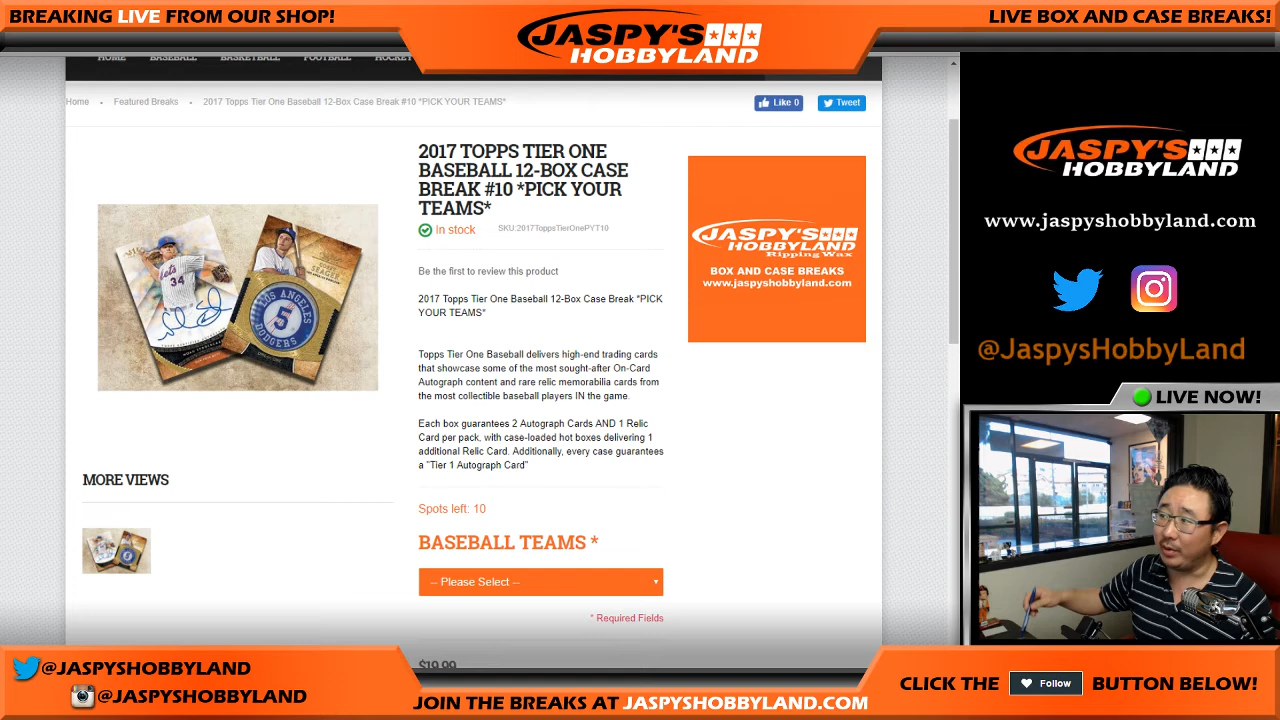 BREAKING LIVE FROM OUR SHOP!
JASPY'S
HOBBYLAND
LIVE BOX AND CASE BREAKS!
HOME BASEBALL BASKETBALL FOOTBALL HOCKEY
Home - Featured Breaks - 2017 Topps Tier One Baseball 12-Box Case Break #10 *PICK YOUR TEAMS*
Like 0
Tweet
2017 TOPPS TIER ONE
BASEBALL 12-BOX CASE
BREAK #10 *PICK YOUR
TEAMS*
In stock
SKU:2017ToppsTierOnePYT10
Be the first to review this product
2017 Topps Tier One Baseball 12-Box Case Break *PICK
YOUR TEAMS*
Topps Tier One Baseball delivers high-end trading cards
that showcase some of the most sought-after On-Card
Autograph content and rare relic memorabilia cards from
the most collectible baseball players IN the game.
Each box guarantees 2 Autograph Cards AND 1 Relic
Card per pack, with case-loaded hot boxes delivering 1
additional Relic Card. Additionally, every case guarantees
a "Tier 1 Autograph Card"
Spots left: 10
BASEBALL TEAMS *
-- Please Select --
* Required Fields
$19.99
Mets
34
SEAGER
LOS ANGELES
5
DODGERS
MORE VIEWS
JASPY'S
HOBBYLAND
Ripping Wax
BOX AND CASE BREAKS
www.jaspyshobbyland.com
JASPY'S
HOBBYLAND
www.jaspyshobbyland.com
@JaspysHobbyLand
LIVE NOW!
@JASPYSHOBBYLAND
@JASPYSHOBBYLAND
JOIN THE BREAKS AT JASPYSHOBBYLAND.COM
CLICK THE Follow BUTTON BELOW!